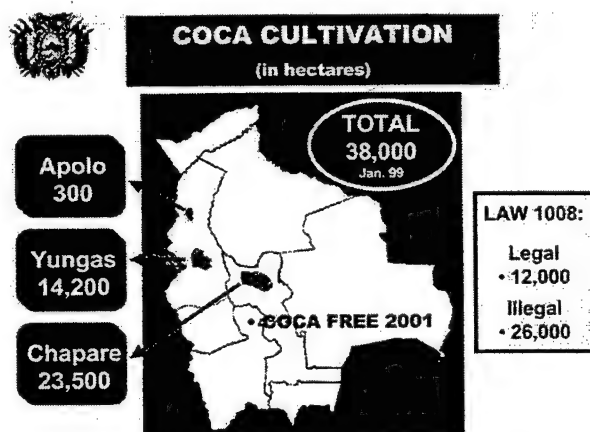 COCA CULTIVATION
(in hectares)
TOTAL
38,000
Jan. 99
Apolo
300
Yungas
14,200
Chapare
23,500
• COCA FREE 2001
LAW 1008:
Legal
• 12,000
Illegal
• 26,000